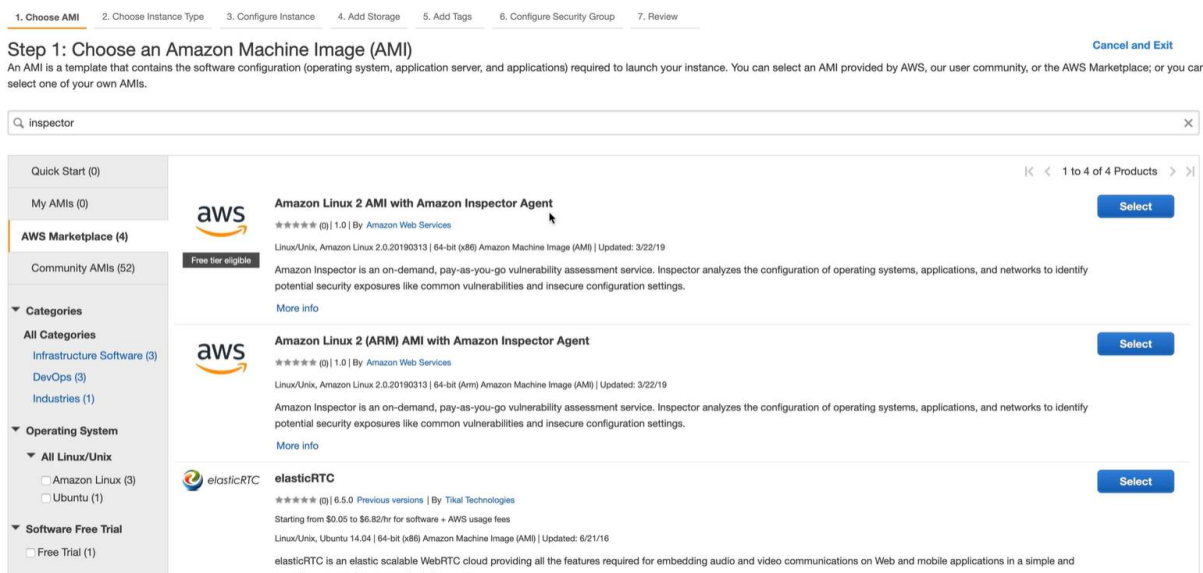 1. Choose AMI 2. Choose Instance Type 3. Configure Instance 4. Add Storage 5. Add Tags 6. Configure Security Group 7. Review
Step 1: Choose an Amazon Machine Image (AMI)
Cancel and Exit
An AMI is a template that contains the software configuration (operating system, application server, and applications) required to launch your instance. You can select an AMI provided by AWS, our user community, or the AWS Marketplace; or you can
select one of your own AMIs.
inspector
Quick Start (0)
My AMIs (0)
AWS Marketplace (4)
Community AMIs (52)
Categories
All Categories
Infrastructure Software (3)
DevOps (3)
Industries (1)
Operating System
All Linux/Unix
Amazon Linux (3)
Ubuntu (1)
Software Free Trial
Free Trial (1)
1 to 4 of 4 Products
aws
Free tier eligible
Amazon Linux 2 AMI with Amazon Inspector Agent
(0) | 1.0 | By Amazon Web Services
Linux/Unix, Amazon Linux 2.0.20190313 | 64-bit (x86) Amazon Machine Image (AMI) | Updated: 3/22/19
Amazon Inspector is an on-demand, pay-as-you-go vulnerability assessment service. Inspector analyzes the configuration of operating systems, applications, and networks to identify
potential security exposures like common vulnerabilities and insecure configuration settings.
More info
Select
aws
Amazon Linux 2 (ARM) AMI with Amazon Inspector Agent
(0) | 1.0 | By Amazon Web Services
Linux/Unix, Amazon Linux 2.0.20190313 | 64-bit (Arm) Amazon Machine Image (AMI) | Updated: 3/22/19
Amazon Inspector is an on-demand, pay-as-you-go vulnerability assessment service. Inspector analyzes the configuration of operating systems, applications, and networks to identify
potential security exposures like common vulnerabilities and insecure configuration settings.
More info
Select
elasticRTC
elasticRTC
(0) | 6.5.0 Previous versions | By Tikal Technologies
Starting from $0.05 to $6.82/hr for software + AWS usage fees
Linux/Unix, Ubuntu 14.04 | 64-bit (x86) Amazon Machine Image (AMI) | Updated: 6/21/16
elasticRTC is an elastic scalable WebRTC cloud providing all the features required for embedding audio and video communications on Web and mobile applications in a simple and
Select